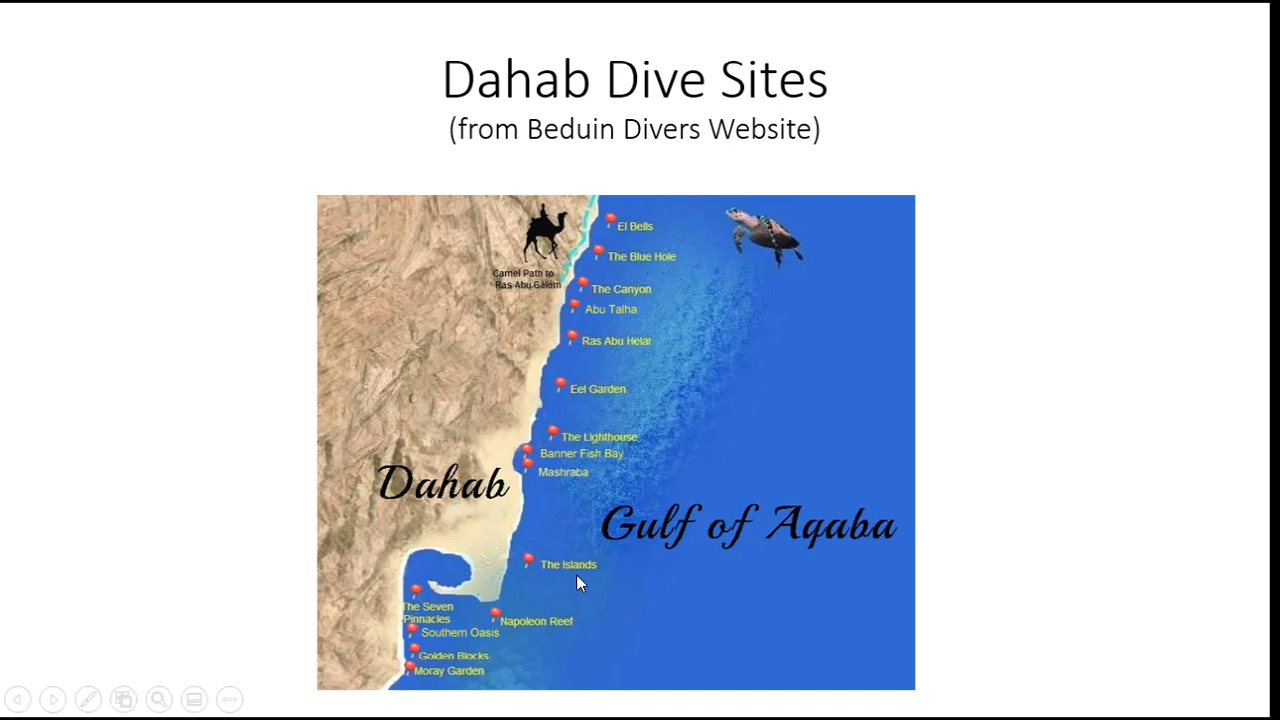 Dahab Dive Sites
(from Beduin Divers Website)
El Bells
The Blue Hole
Camel Path to
Ras Abu Galom
The Canyon
Abu Talha
Ras Abu Helal
Eel Garden
The Lighthouse
Banner Fish Bay
Mashraba
Dahab
Gulf of Aqaba
The Islands
The Seven
Pinnacles
Napoleon Reef
Southern Oasis
Golden Blocks
Moray Garden